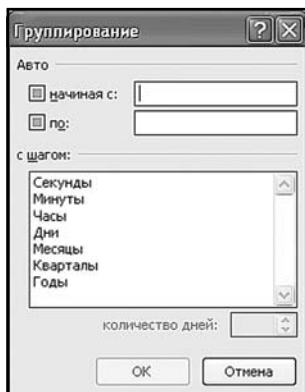 Группирование
Авто
начиная с:
по:
с шагом:
Секунды
Минуты
Часы
Дни
Месяцы
Кварталы
Годы
количество дней:
ОК
Отмена